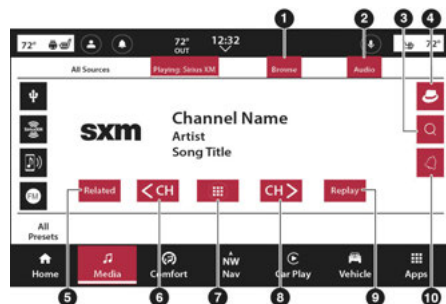 1 2 3 4
72° 72° OUT 12:32 72°
All Sources Playing: Sirius XM Browse Audio
SiriusXM
sxm
Channel Name
Artist
Song Title
FM
Related <CH CH> Replay
All
Presets
Home Media Comfort NW Nav Car Play Vehicle Apps
5 6 7 8 9 10